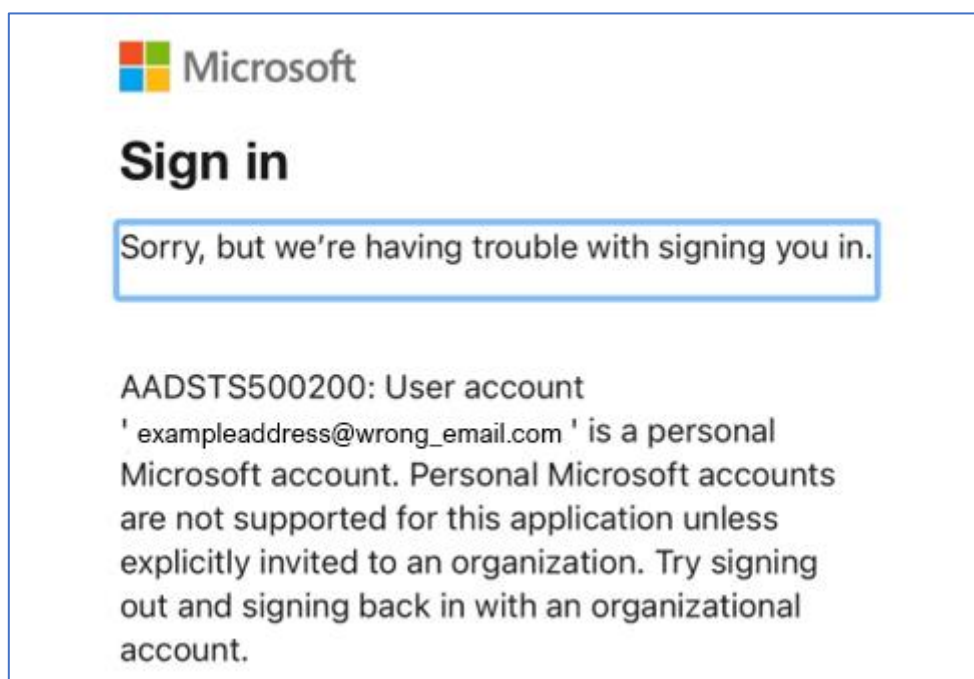 Microsoft
Sign in
Sorry, but we’re having trouble with signing you in.
AADSTS500200: User account
' exampleaddress@wrong_email.com ' is a personal
Microsoft account. Personal Microsoft accounts
are not supported for this application unless
explicitly invited to an organization. Try signing
out and signing back in with an organizational
account.